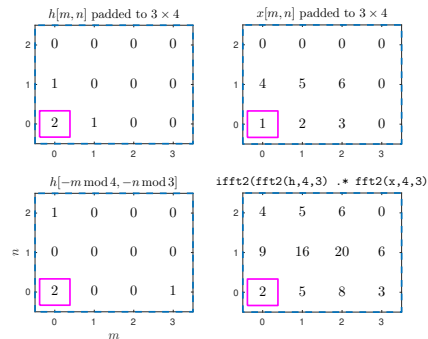 h[m, n] padded to 3 × 4
2 0 0 0 0
1 1 0 0 0
0 2 1 0 0
0 1 2 3
x[m, n] padded to 3 × 4
2 0 0 0 0
1 4 5 6 0
0 1 2 3 0
0 1 2 3
h[−m mod 4, −n mod 3]
2 1 0 0 0
n
1 0 0 0 0
0 2 0 0 1
0 1 2 3
m
ifft2(fft2(h,4,3) .* fft2(x,4,3)
2 4 5 6 0
1 9 16 20 6
0 2 5 8 3
0 1 2 3